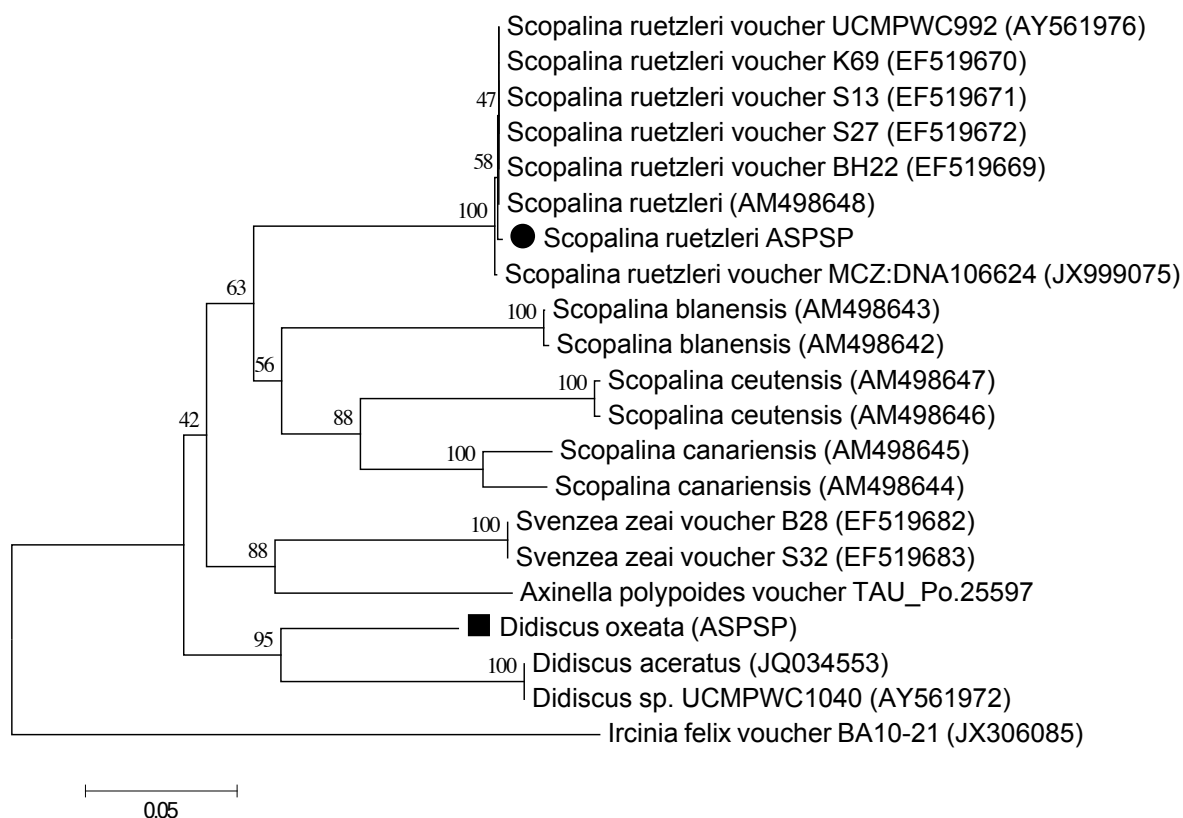 Scopalina ruetzleri voucher UCMPWC992 (AY561976)
Scopalina ruetzleri voucher K69 (EF519670)
47
Scopalina ruetzleri voucher S13 (EF519671)
Scopalina ruetzleri voucher S27 (EF519672)
58
Scopalina ruetzleri voucher BH22 (EF519669)
Scopalina ruetzleri (AM498648)
100
Scopalina ruetzleri ASPSP
Scopalina ruetzleri voucher MCZ:DNA106624 (JX999075)
63
100
Scopalina blanensis (AM498643)
Scopalina blanensis (AM498642)
56
100
Scopalina ceutensis (AM498647)
Scopalina ceutensis (AM498646)
42
88
100
Scopalina canariensis (AM498645)
Scopalina canariensis (AM498644)
100
Svenzea zeai voucher B28 (EF519682)
Svenzea zeai voucher S32 (EF519683)
88
Axinella polypoides voucher TAU_Po.25597
Didiscus oxeata (ASPSP)
95
100
Didiscus aceratus (JQ034553)
Didiscus sp. UCMPWC1040 (AY561972)
Ircinia felix voucher BA10-21 (JX306085)
0.05